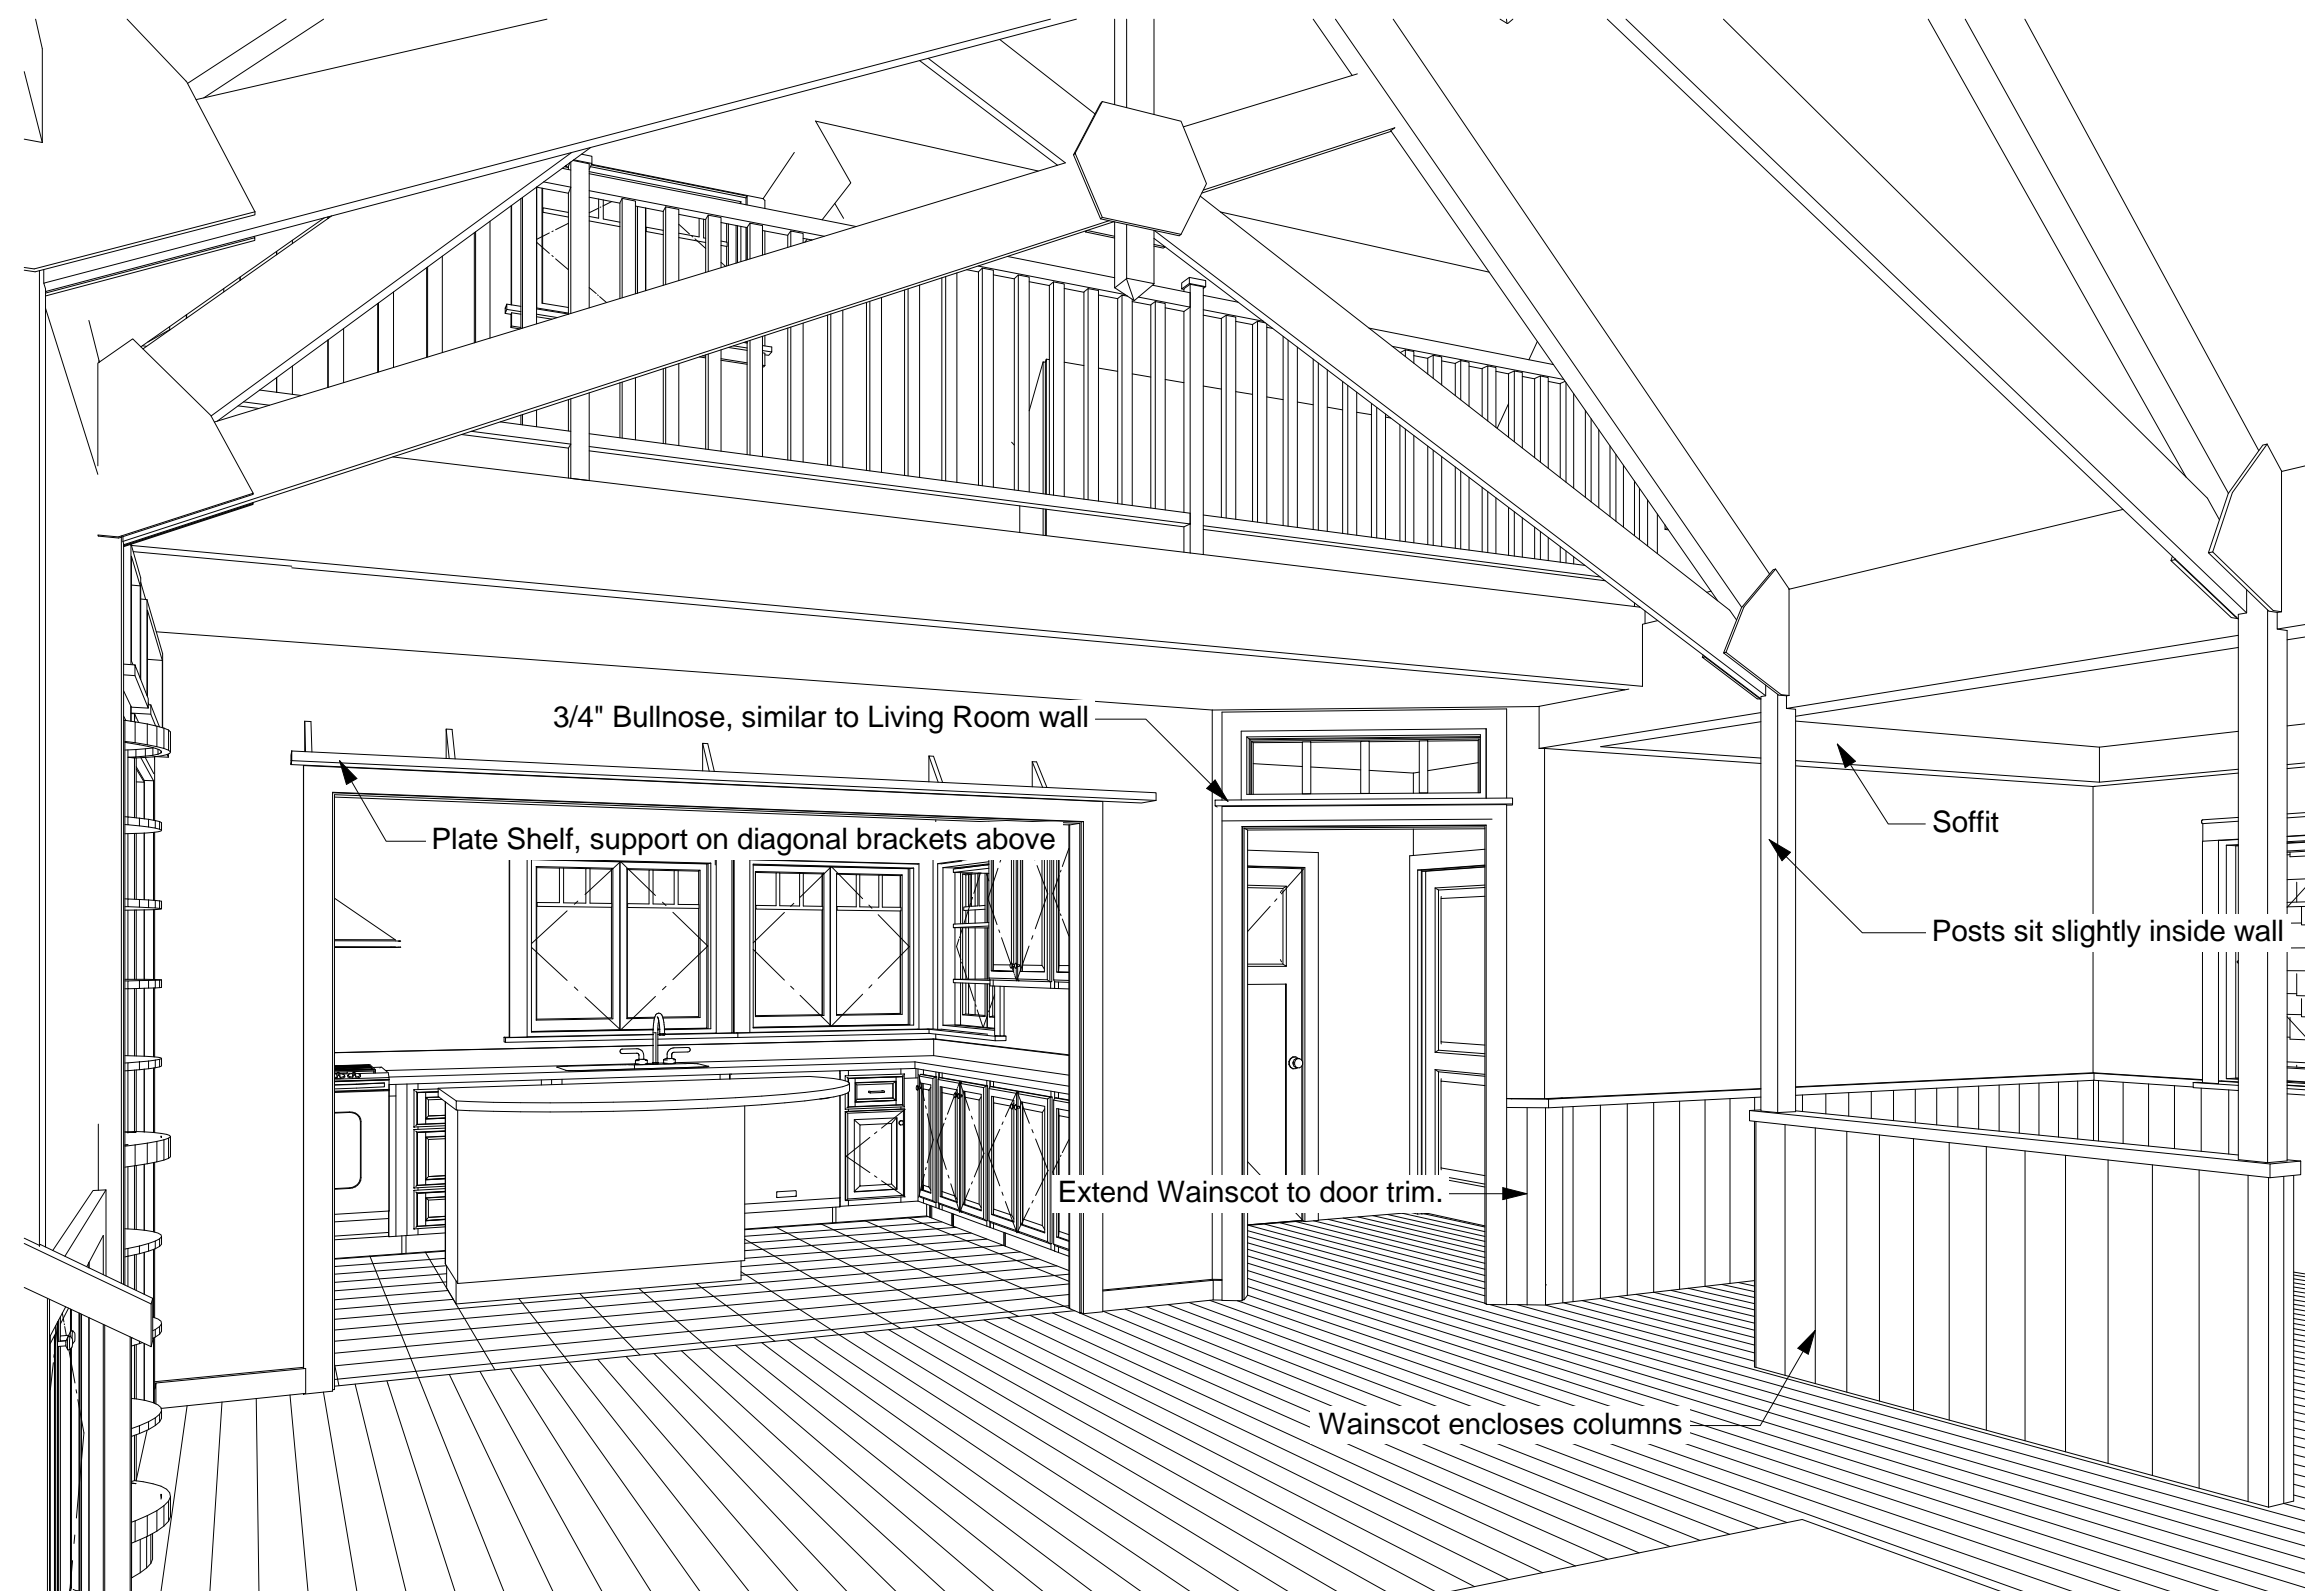 3/4" Bullnose, similar to Living Room wall
Plate Shelf, support on diagonal brackets above
Soffit
Posts sit slightly inside wall
Extend Wainscot to door trim.
Wainscot encloses columns